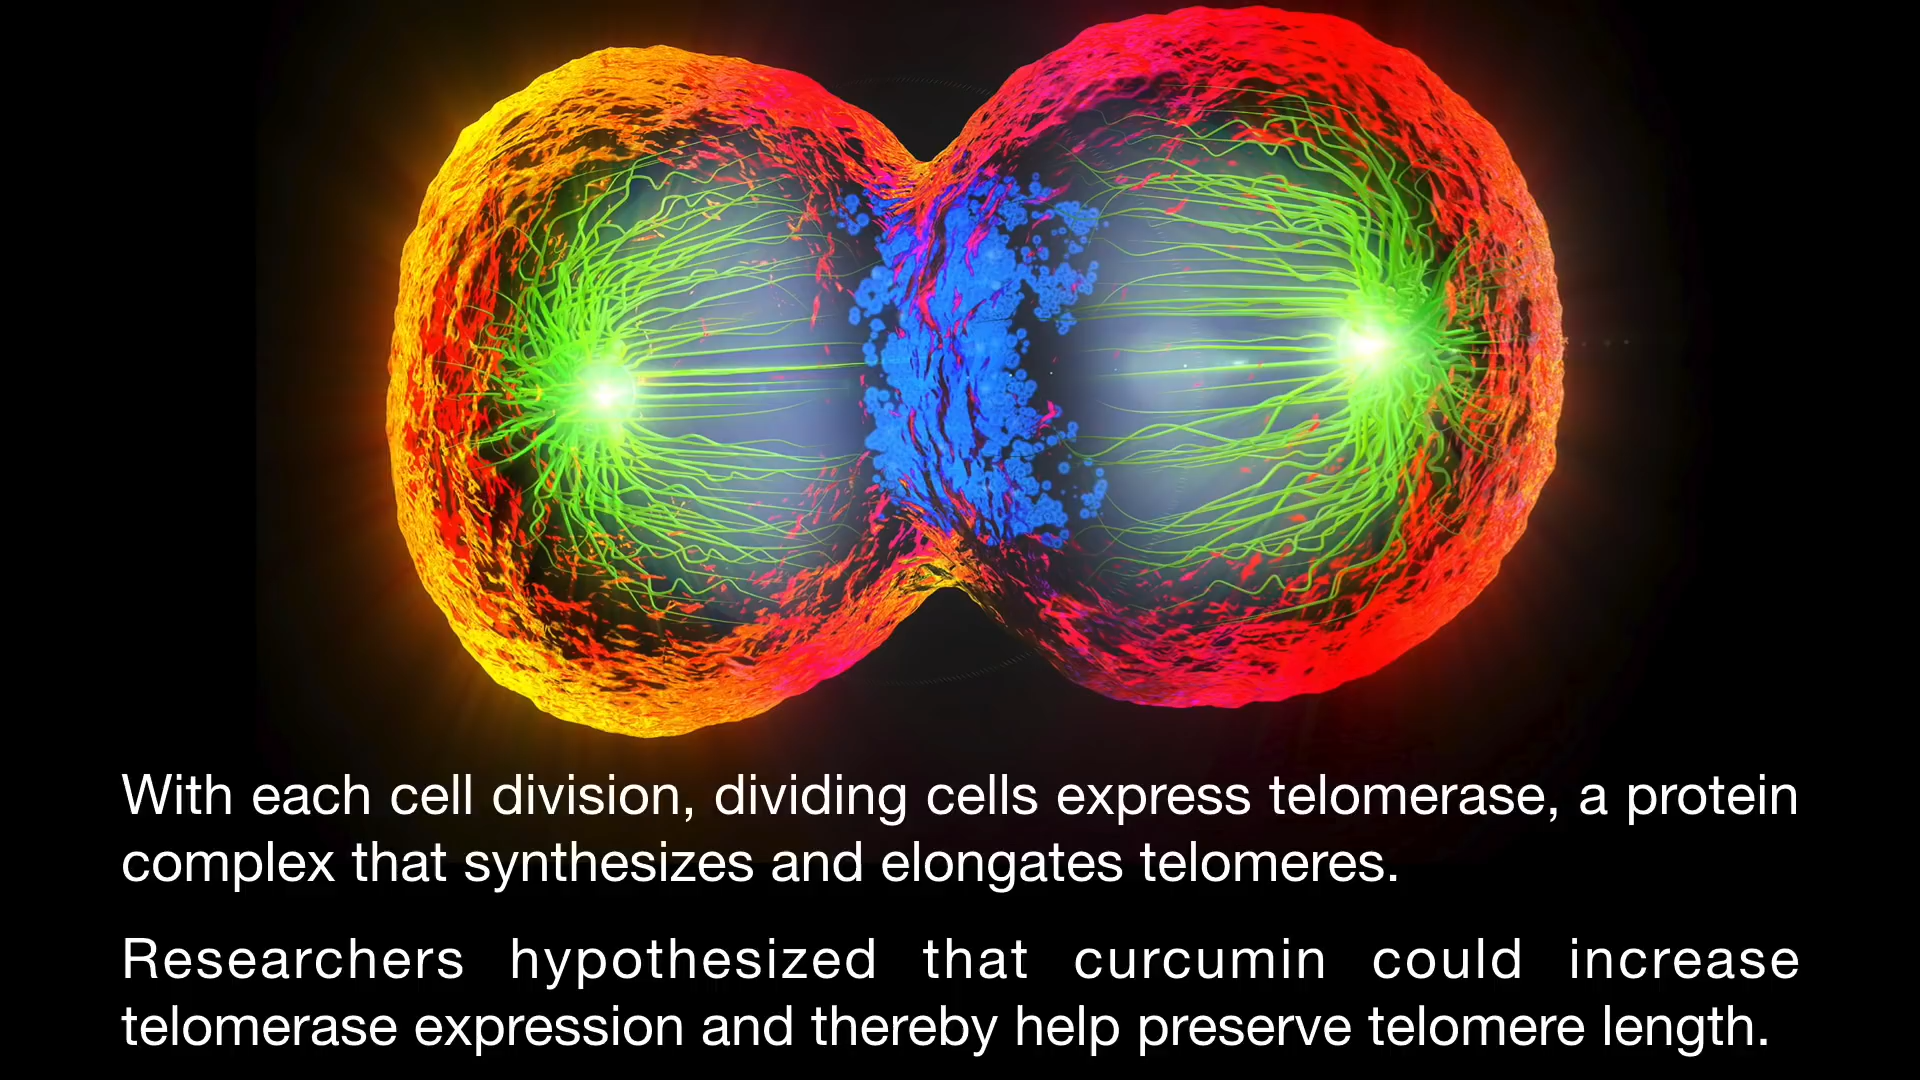 With each cell division, dividing cells express telomerase, a protein
complex that synthesizes and elongates telomeres.
Researchers hypothesized that curcumin could increase
telomerase expression and thereby help preserve telomere length.